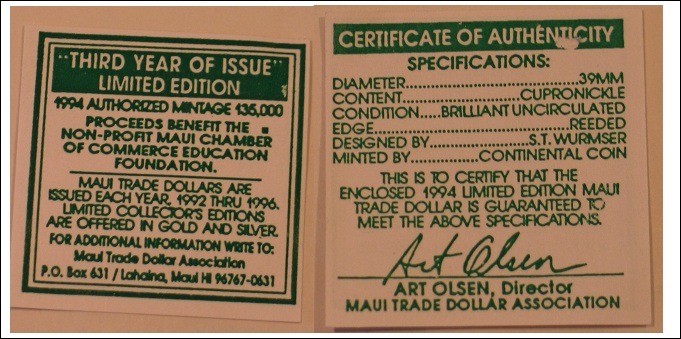 "THIRD YEAR OF ISSUE"
LIMITED EDITION
1994 AUTHORIZED MINTAGE 135,000
PROCEEDS BENEFIT THE
NON-PROFIT MAUI CHAMBER
OF COMMERCE EDUCATION
FOUNDATION.
MAUI TRADE DOLLARS ARE
ISSUED EACH YEAR, 1992 THRU 1996.
LIMITED COLLECTOR'S EDITIONS
ARE OFFERED IN GOLD AND SILVER.
FOR ADDITIONAL INFORMATION WRITE TO:
Maui Trade Dollar Association
P.O. Box 631 / Lahaina, Maui HI 96767-0631
CERTIFICATE OF AUTHENTICITY
SPECIFICATIONS:
DIAMETER..............................39MM
CONTENT....................CUPRONICKLE
CONDITION....BRILLIANT UNCIRCULATED
EDGE..................................REEDED
DESIGNED BY.................S.T. WURMSER
MINTED BY............CONTINENTAL COIN
THIS IS TO CERTIFY THAT THE
ENCLOSED 1994 LIMITED EDITION MAUI
TRADE DOLLAR IS GUARANTEED TO
MEET THE ABOVE SPECIFICATIONS.
Art Olsen
ART OLSEN, Director
MAUI TRADE DOLLAR ASSOCIATION